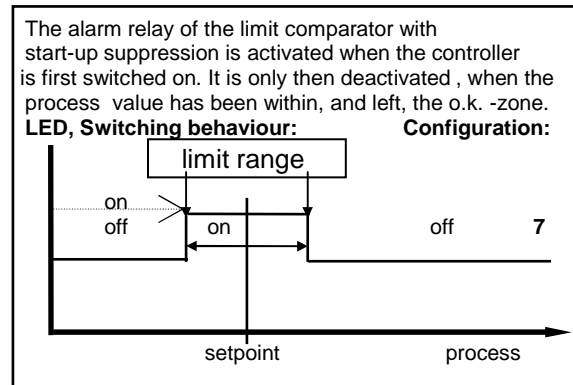 The alarm relay of the limit comparator with
start-up suppression is activated when the controller
is first switched on. It is only then deactivated , when the
process value has been within, and left, the o.k. -zone.
LED, Switching behaviour: Configuration:
limit range
on
off on off 7
setpoint process